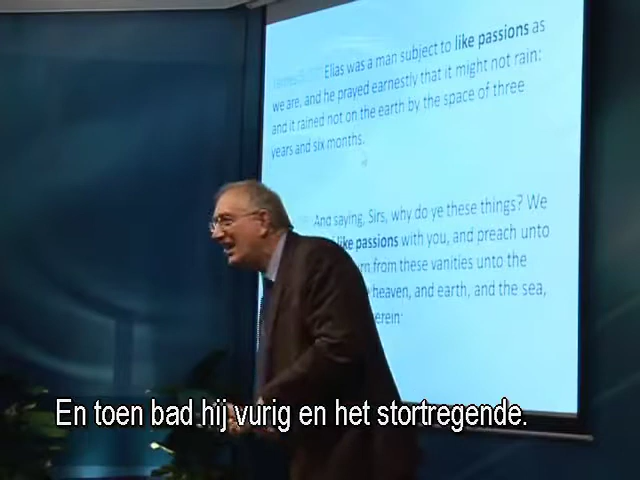 Elias was a man subject to like passions as
we are, and he prayed earnestly that it might not rain:
and it rained not on the earth by the space of three
years and six months.
And saying, Sirs, why do ye these things? We
like passions with you, and preach unto
from these vanities unto the
heaven, and earth, and the sea,
En toen bad hij vurig en het stortregende.